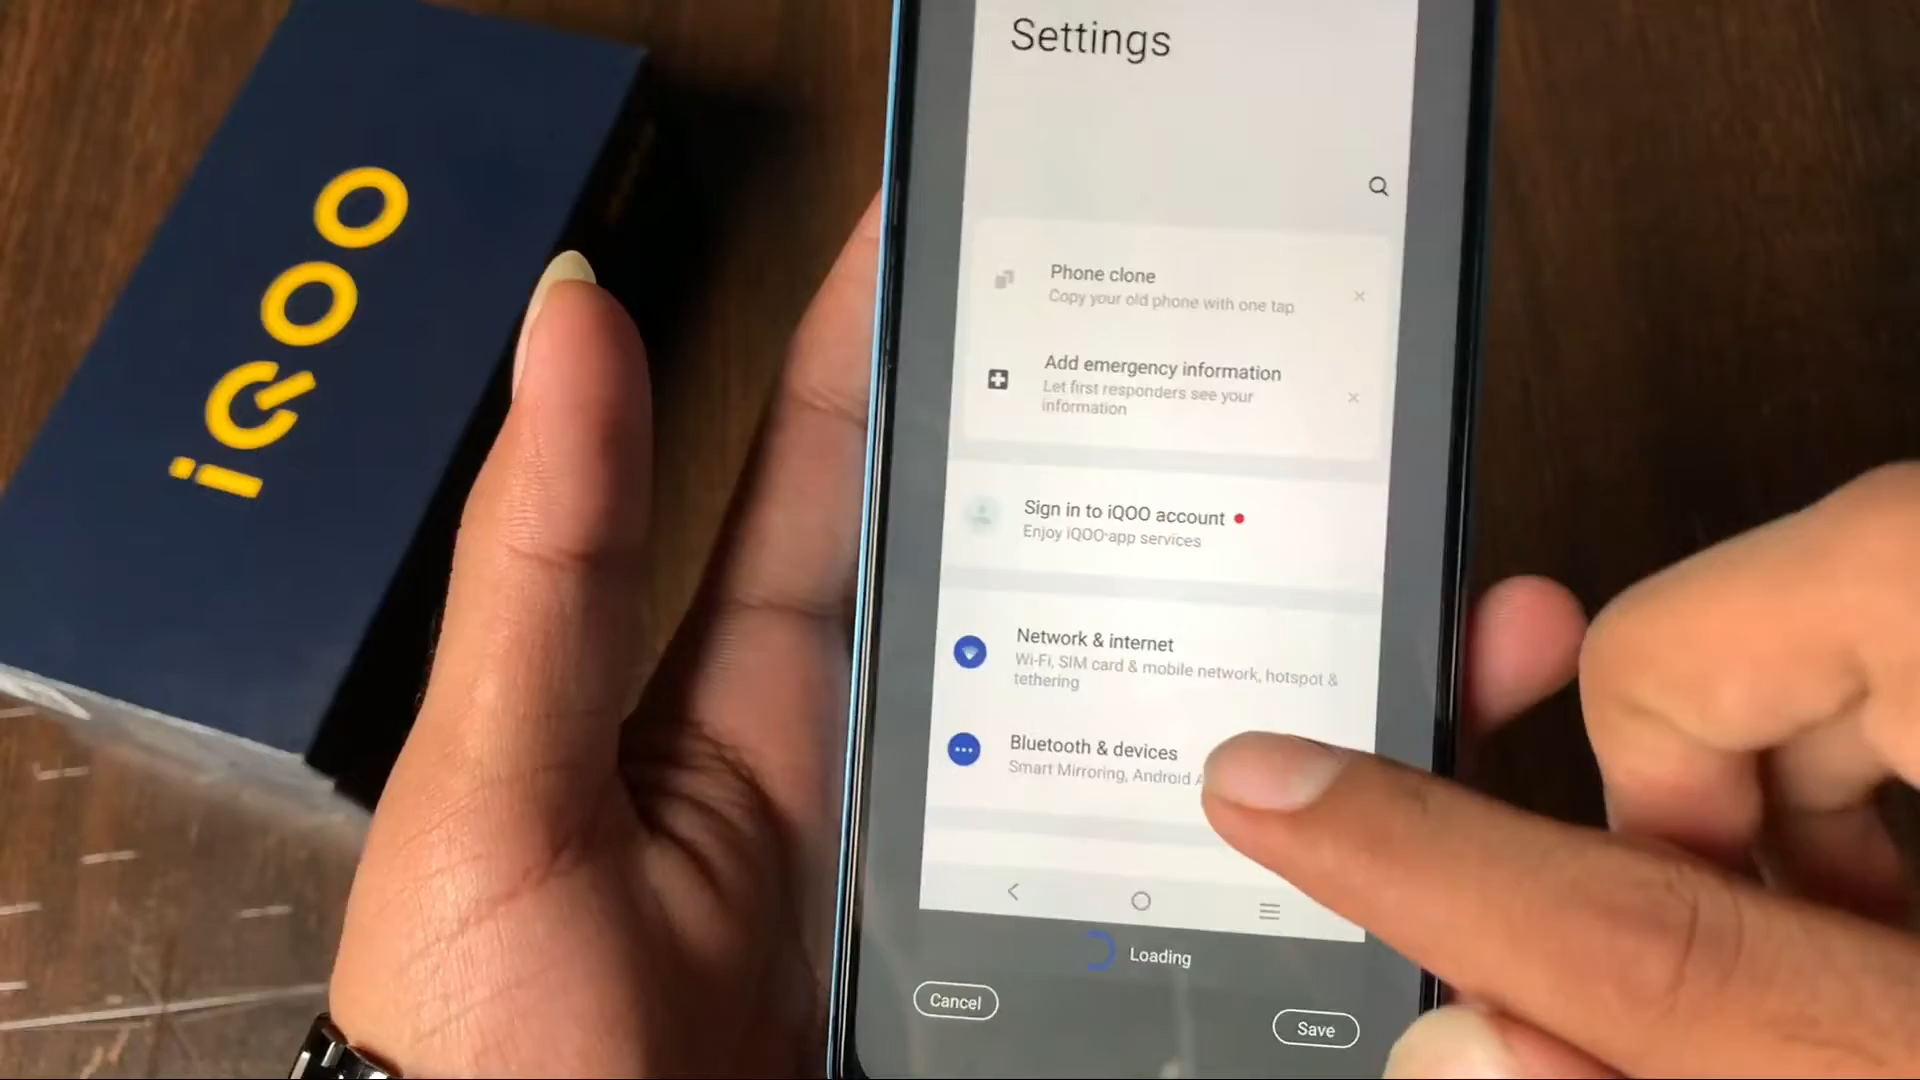 iQOO
Settings
Phone clone
Copy your old phone with one tap
Add emergency information
Let first responders see your
information
Sign in to iQOO account
Enjoy iQOO app services
Network & internet
Wi-Fi, SIM card & mobile network, hotspot &
tethering
Bluetooth & devices
Smart Mirroring, Android
Loading
Cancel
Save